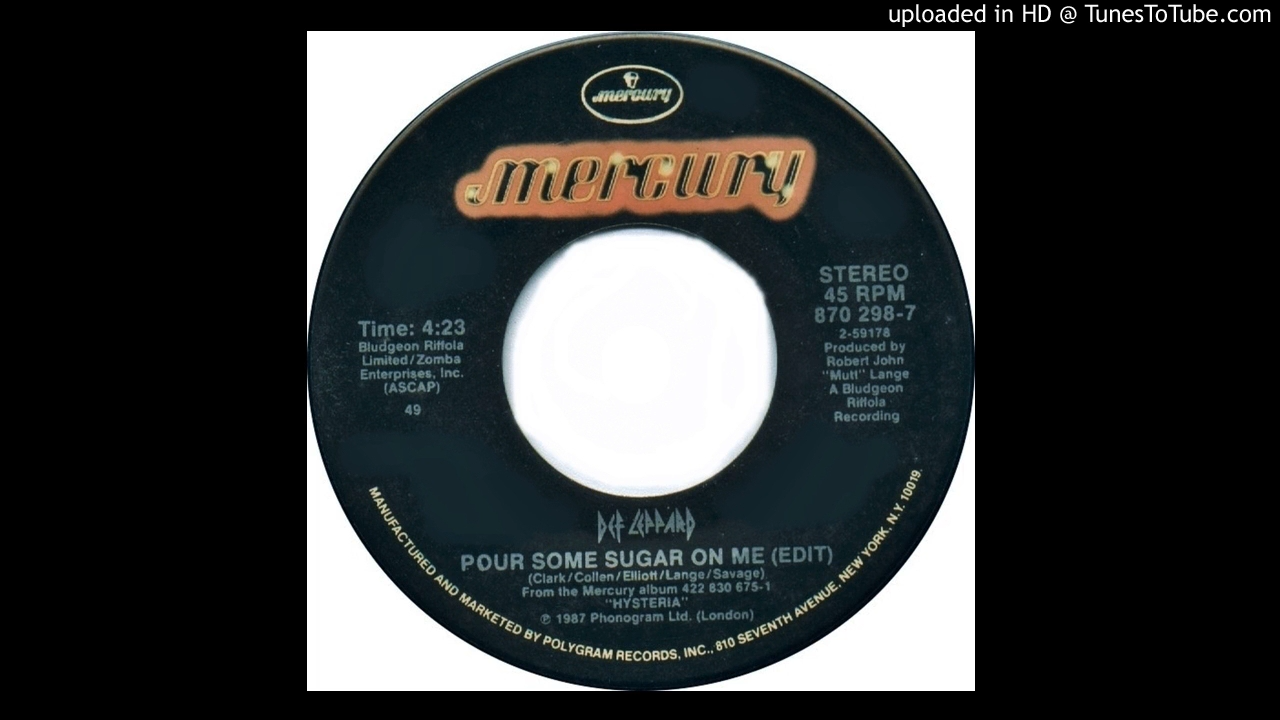 uploaded in HD @ TunesToTube.com
mercury
mercury
STEREO
45 RPM
870 298-7
2-59178
Produced by
Robert John
"Mutt" Lange
A Bludgeon
Riffola
Recording
Time: 4:23
Bludgeon Riffola
Limited/Zomba
Enterprises, Inc.
(ASCAP)
49
DEF LEPPARD
POUR SOME SUGAR ON ME (EDIT)
(Clark/Collen/Elliott/Lange/Savage)
From the Mercury album 422 830 675-1
"HYSTERIA"
℗ 1987 Phonogram Ltd. (London)
MANUFACTURED AND MARKETED BY POLYGRAM RECORDS, INC., 810 SEVENTH AVENUE, NEW YORK, N.Y. 10019.